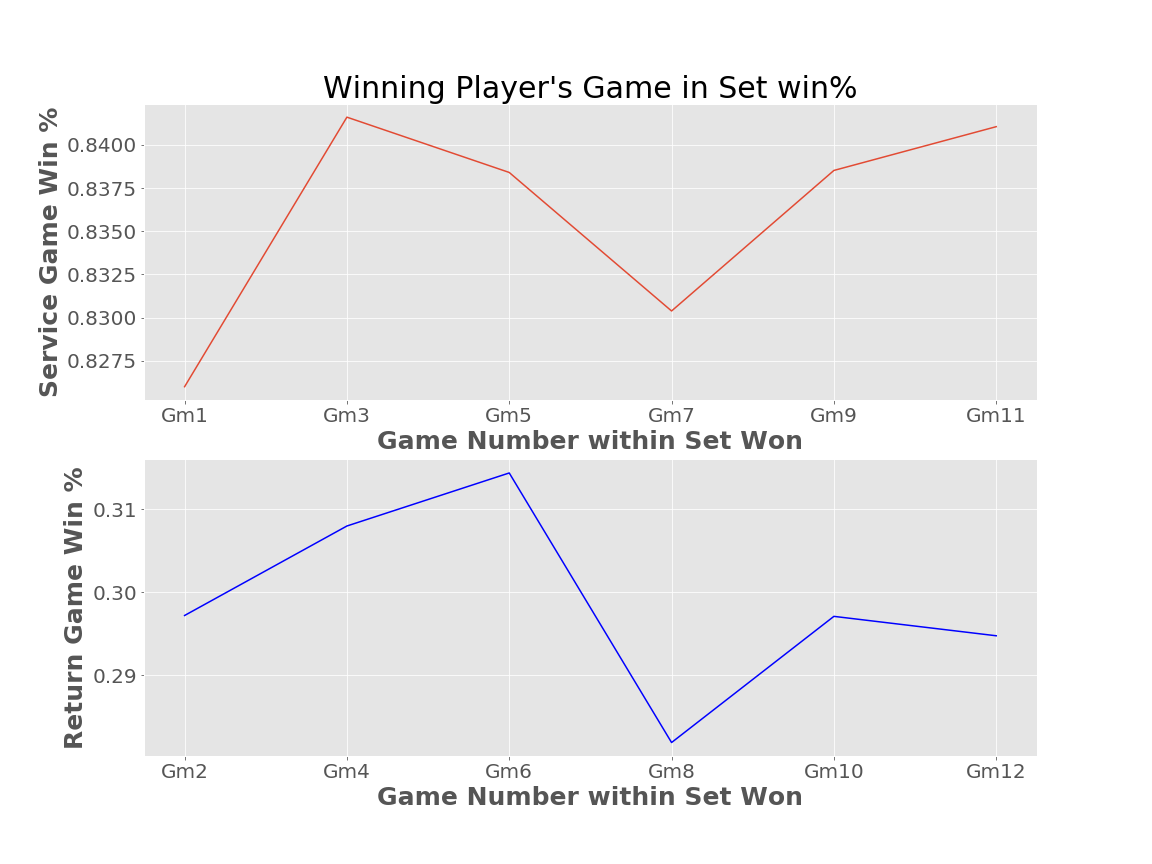 Winning Player's Game in Set win%
Service Game Win %
0.8400
0.8375
0.8350
0.8325
0.8300
0.8275
Gm1 Gm3 Gm5 Gm7 Gm9 Gm11
Game Number within Set Won
Return Game Win %
0.31
0.30
0.29
Gm2 Gm4 Gm6 Gm8 Gm10 Gm12
Game Number within Set Won